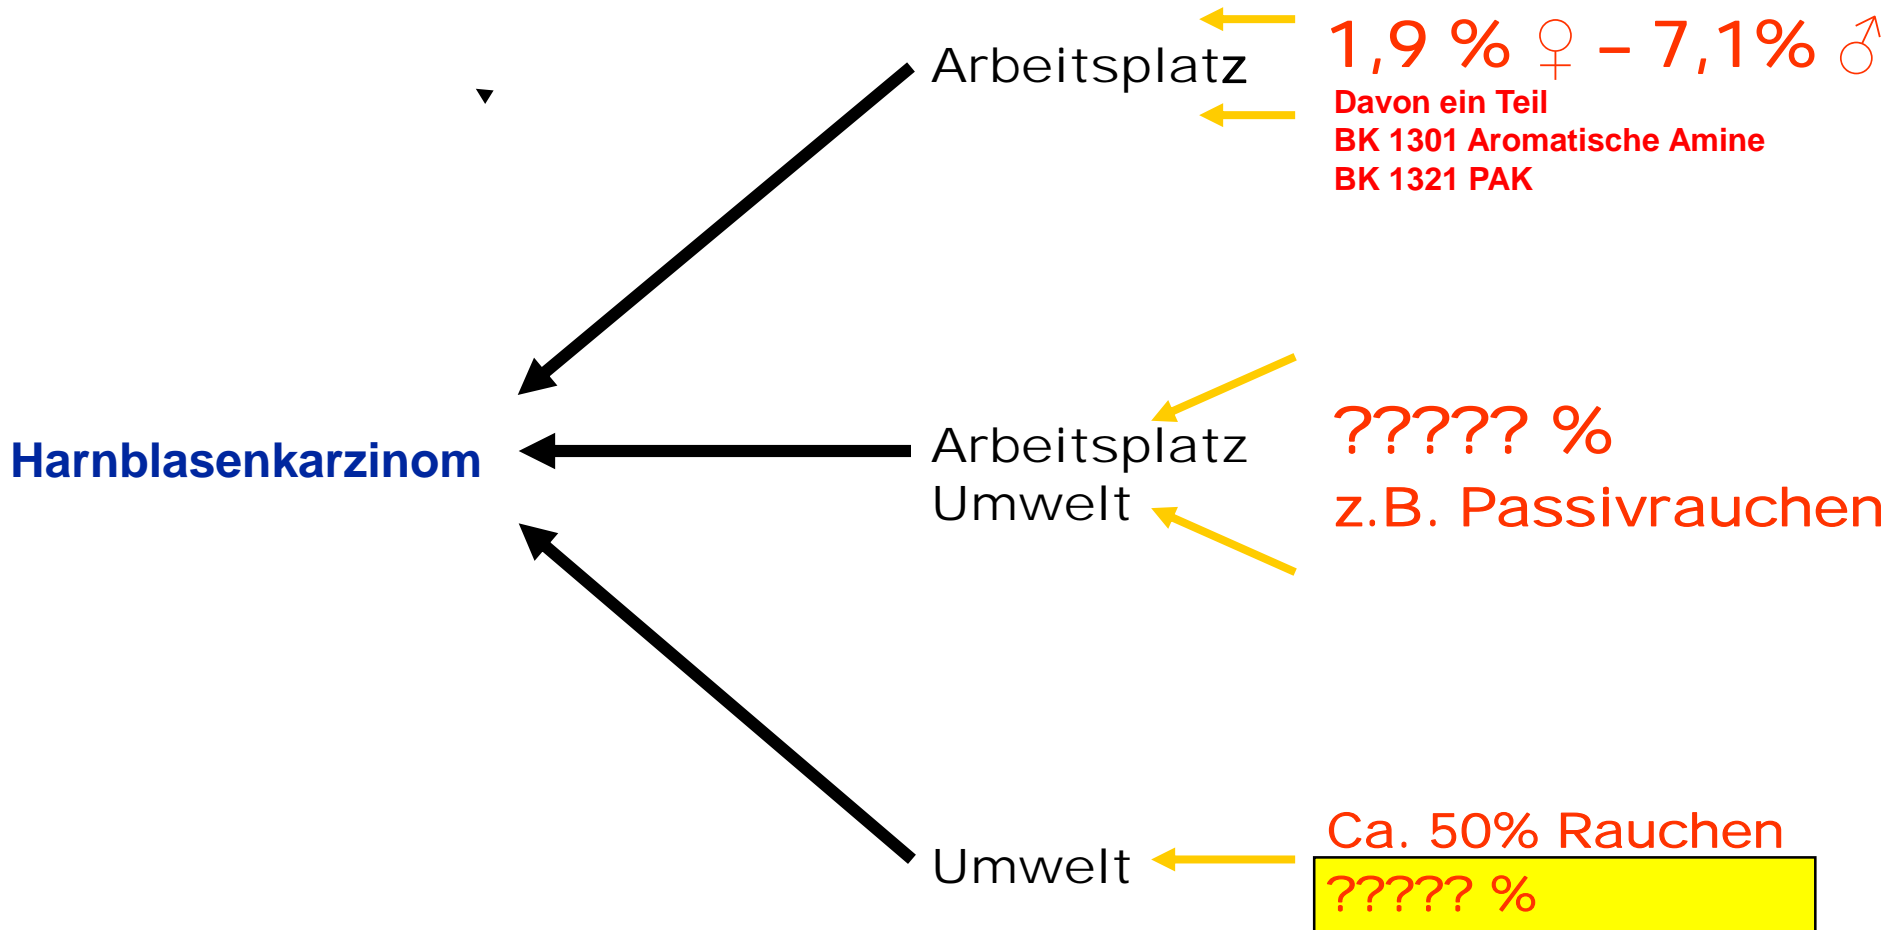 Arbeitsplatz
1,9 % ♀ – 7,1% ♂
Davon ein Teil
BK 1301 Aromatische Amine
BK 1321 PAK
Harnblasenkarzinom
Arbeitsplatz
Umwelt
????? %
z.B. Passivrauchen
Umwelt
Ca. 50% Rauchen
????? %